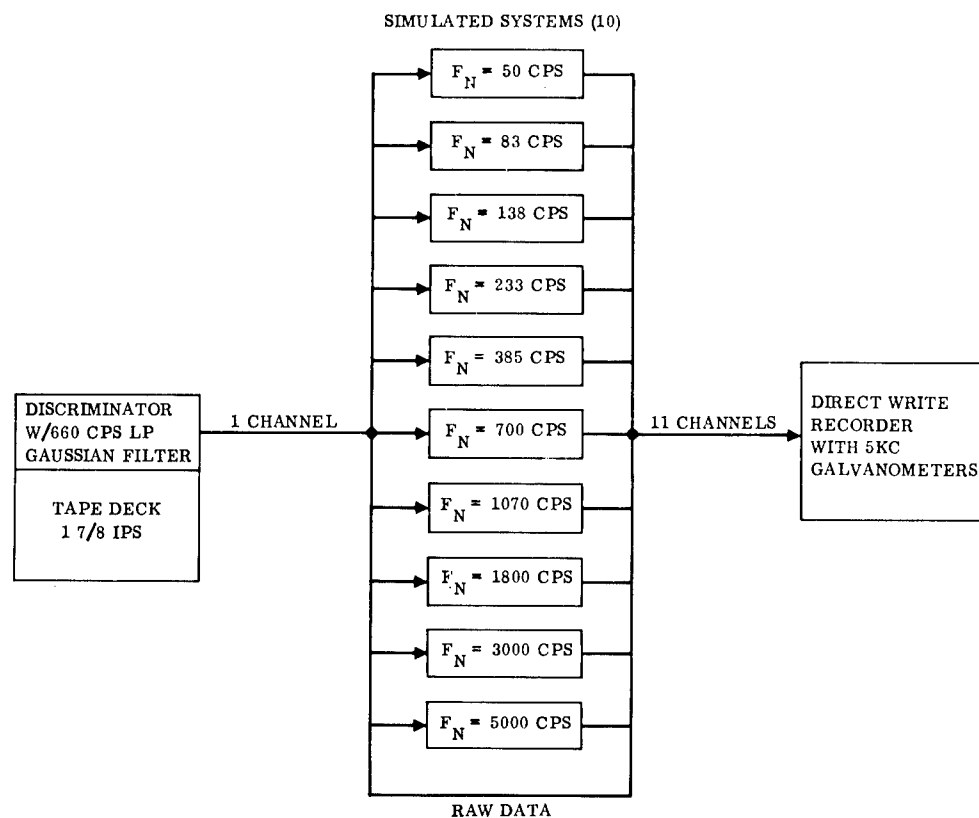 SIMULATED SYSTEMS (10)
F_N = 50 CPS
F_N = 83 CPS
F_N = 138 CPS
F_N = 233 CPS
F_N = 385 CPS
DISCRIMINATOR
W/660 CPS LP
GAUSSIAN FILTER
TAPE DECK
1 7/8 IPS
1 CHANNEL
F_N = 700 CPS
11 CHANNELS
DIRECT WRITE
RECORDER
WITH 5KC
GALVANOMETERS
F_N = 1070 CPS
F_N = 1800 CPS
F_N = 3000 CPS
F_N = 5000 CPS
RAW DATA